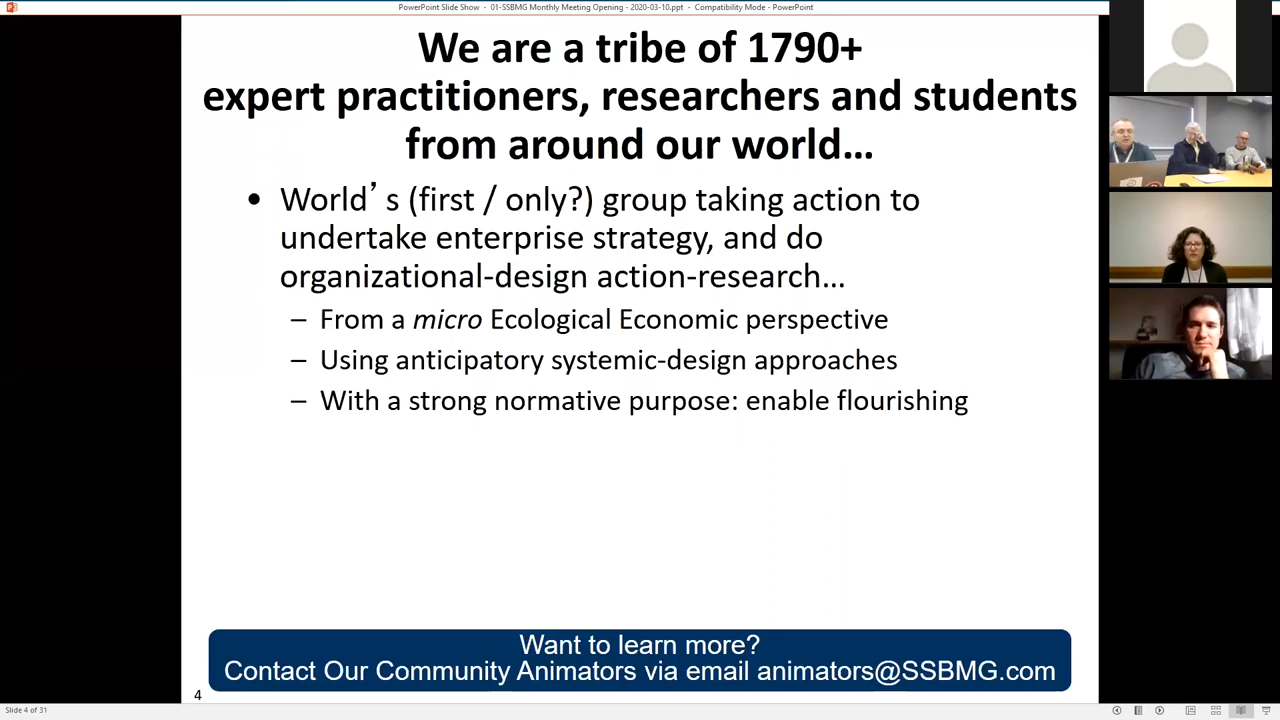 PowerPoint Slide Show - 01-SSBMG Monthly Meeting Opening - 2020-03-10.ppt - Compatibility Mode - PowerPoint
We are a tribe of 1790+
expert practitioners, researchers and students
from around our world…
• World’s (first / only?) group taking action to
undertake enterprise strategy, and do
organizational-design action-research…
– From a micro Ecological Economic perspective
– Using anticipatory systemic-design approaches
– With a strong normative purpose: enable flourishing
Want to learn more?
Contact Our Community Animators via email animators@SSBMG.com
4
Slide 4 of 31